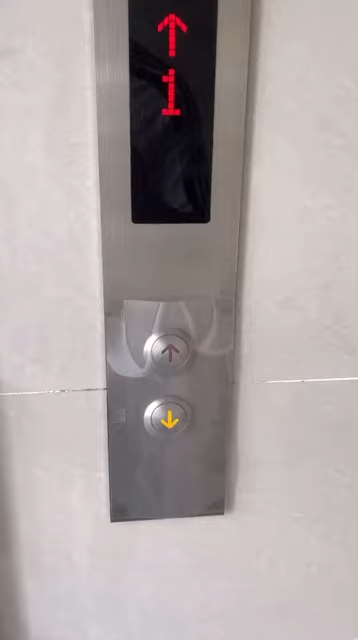 ↑
1
↑
↓